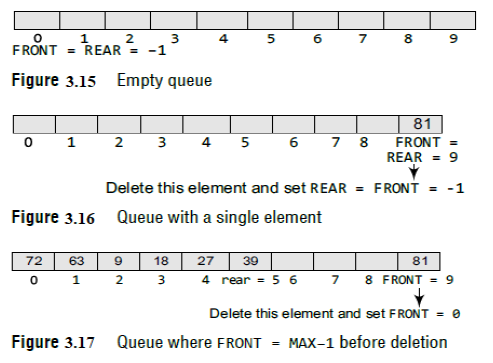 0 1 2 3 4 5 6 7 8 9
FRONT = REAR = -1
Figure 3.15 Empty queue
81
0 1 2 3 4 5 6 7 8 FRONT =
REAR = 9
Delete this element and set REAR = FRONT = -1
Figure 3.16 Queue with a single element
72 63 9 18 27 39 81
0 1 2 3 4 rear = 5 6 7 8 FRONT = 9
Delete this element and set FRONT = 0
Figure 3.17 Queue where FRONT = MAX–1 before deletion